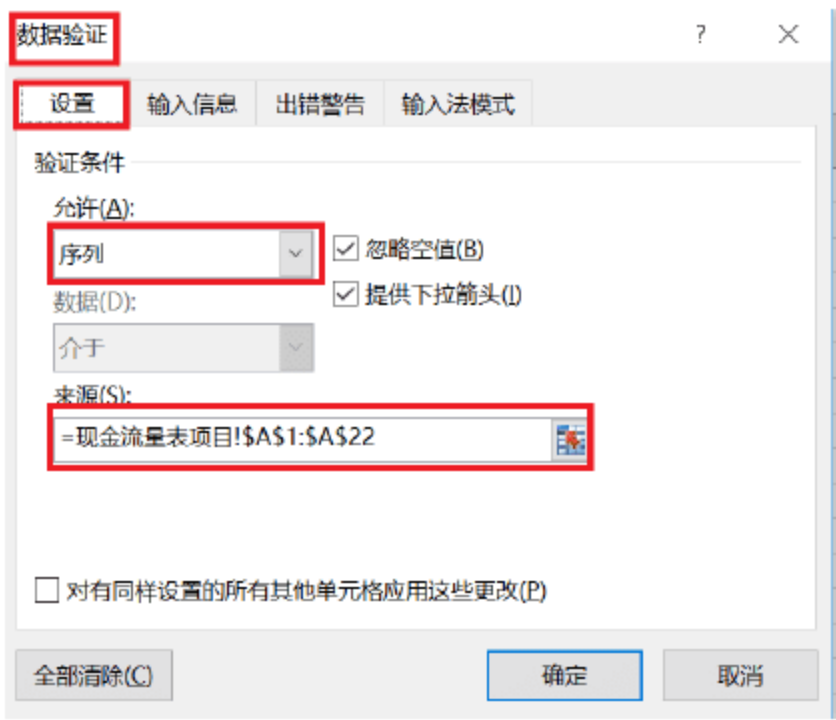 数据验证
?
设置 输入信息 出错警告 输入法模式
验证条件
允许(A):
序列
忽略空值(B)
数据(D):
提供下拉箭头(I)
介于
来源(S):
=现金流量表项目!$A$1:$A$22
对有同样设置的所有其他单元格应用这些更改(P)
全部清除(C) 确定 取消